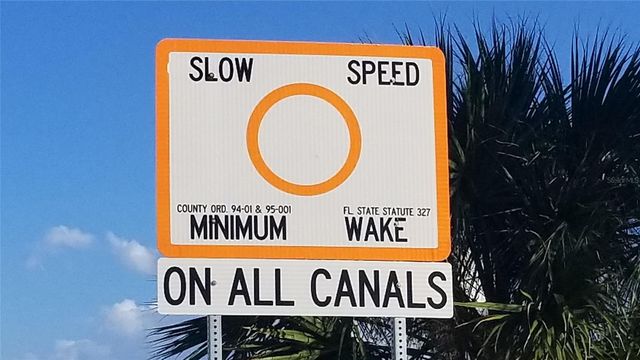 SLOW SPEED
COUNTY ORD. 94-01 & 95-001 FL. STATE STATUTE 327
MINIMUM WAKE
ON ALL CANALS